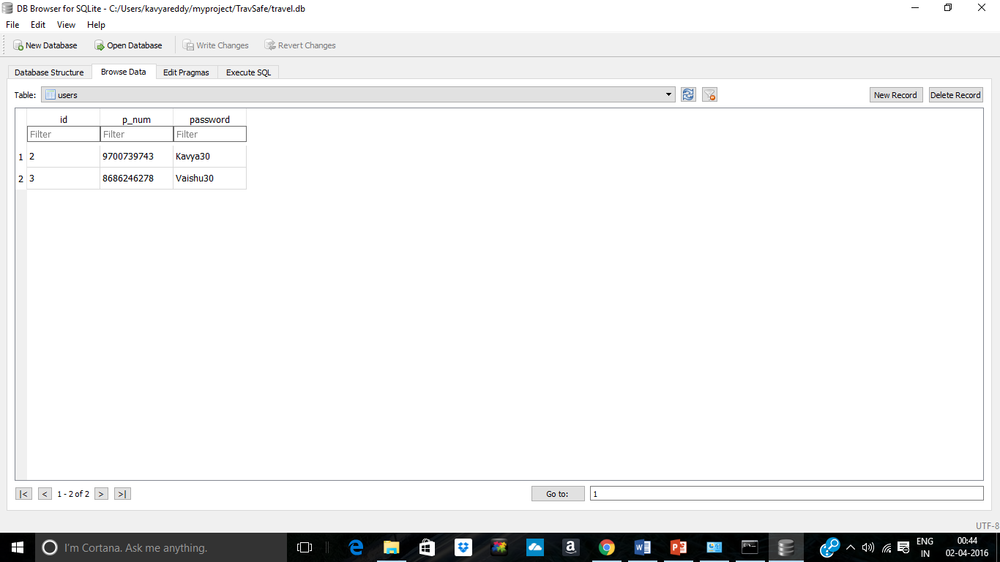 DB Browser for SQLite - C:/Users/kavyareddy/myproject/TravSafe/travel.db
File Edit View Help
New Database Open Database Write Changes Revert Changes
Database Structure Browse Data Edit Pragmas Execute SQL
Table: users New Record Delete Record
id p_num password
Filter Filter Filter
1 2 9700739743 Kavya30
2 3 8686246278 Vaishu30
|< < 1 - 2 of 2 > >| Go to: 1
UTF-8
I'm Cortana. Ask me anything. ENG 00:44
IN 02-04-2016